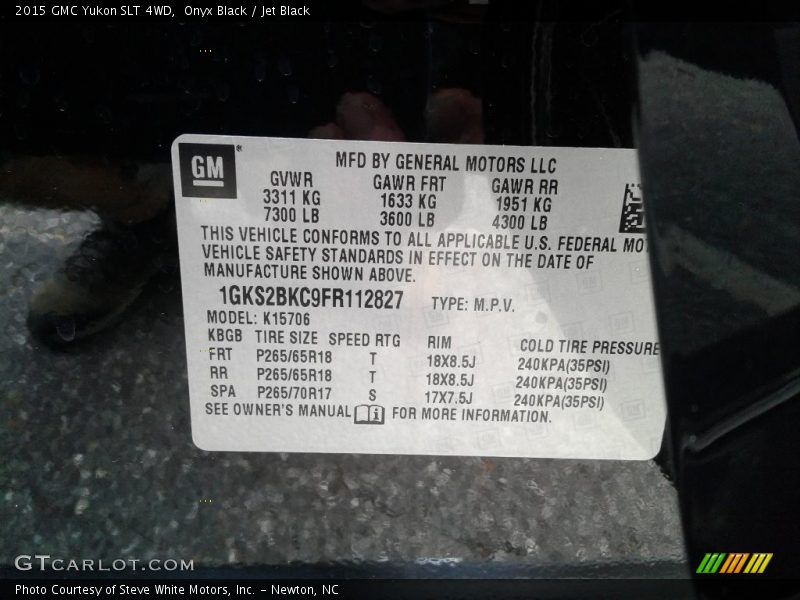 2015 GMC Yukon SLT 4WD, Onyx Black / Jet Black
GM®
MFD BY GENERAL MOTORS LLC
GVWR GAWR FRT GAWR RR
3311 KG 1633 KG 1951 KG
7300 LB 3600 LB 4300 LB
THIS VEHICLE CONFORMS TO ALL APPLICABLE U.S. FEDERAL MO
VEHICLE SAFETY STANDARDS IN EFFECT ON THE DATE OF
MANUFACTURE SHOWN ABOVE.
1GKS2BKC9FR112827 TYPE: M.P.V.
MODEL: K15706
KBGB TIRE SIZE SPEED RTG RIM COLD TIRE PRESSURE
FRT P265/65R18 T 18X8.5J 240KPA(35PSI)
RR P265/65R18 T 18X8.5J 240KPA(35PSI)
SPA P265/70R17 S 17X7.5J 240KPA(35PSI)
SEE OWNER'S MANUAL FOR MORE INFORMATION.
GTCARLOT.COM
Photo Courtesy of Steve White Motors, Inc. – Newton, NC